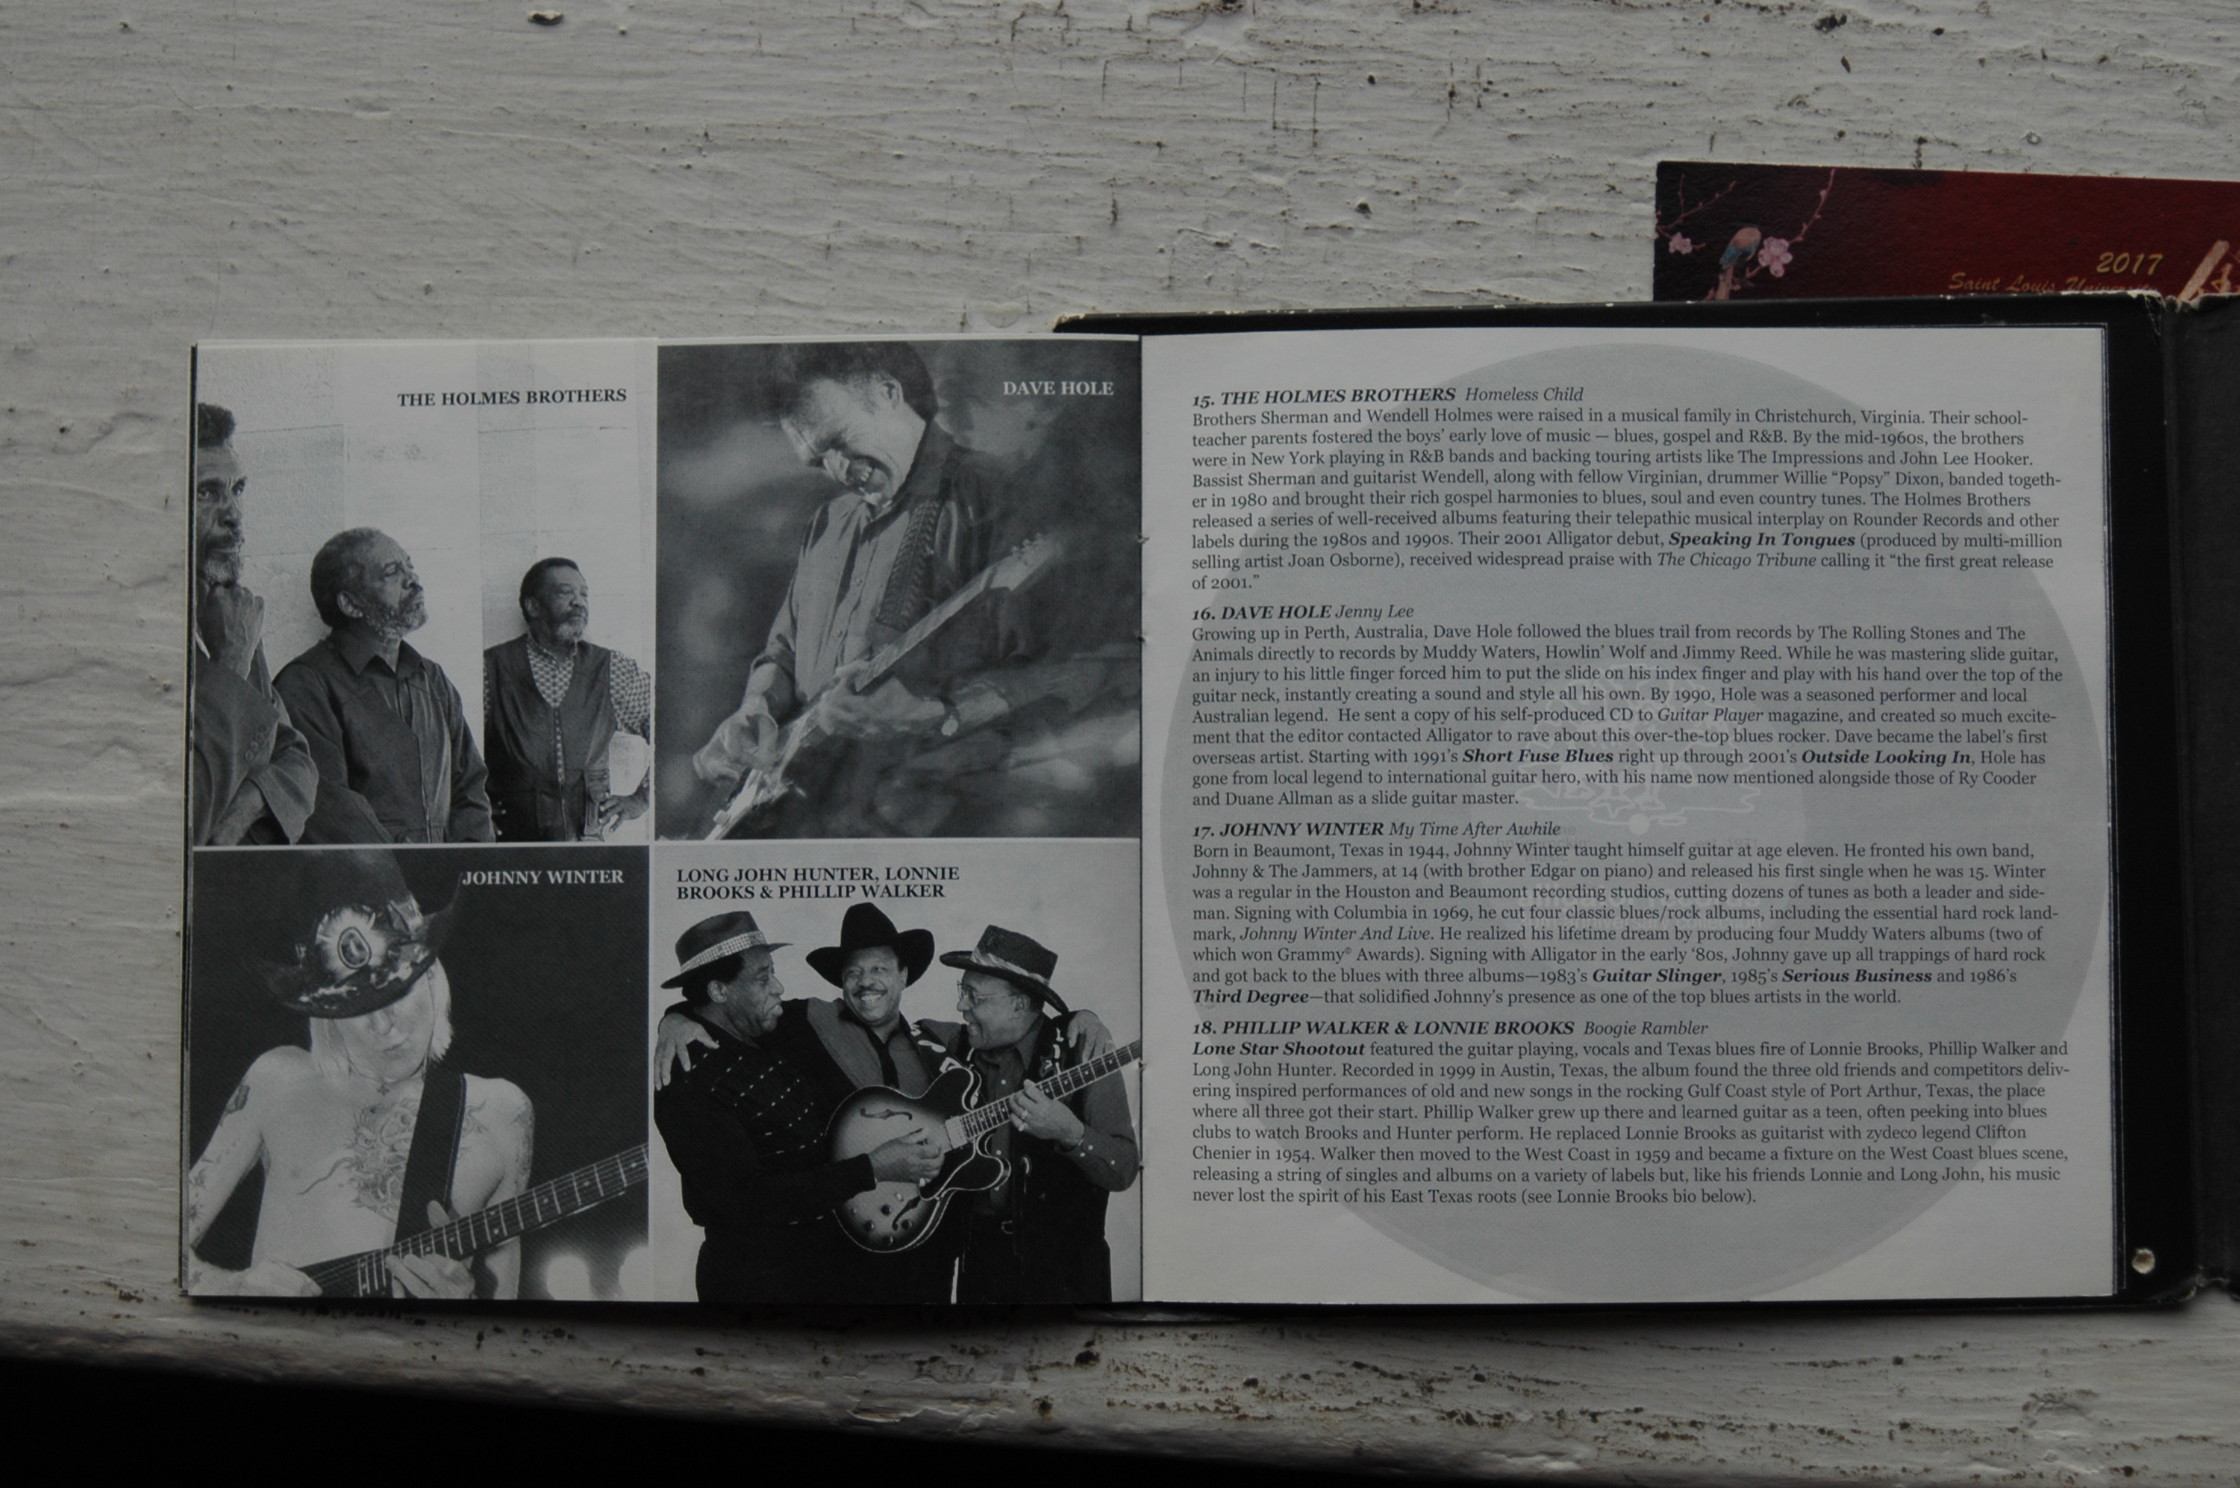 2017
Saint Louis University
THE HOLMES BROTHERS
DAVE HOLE
JOHNNY WINTER
LONG JOHN HUNTER, LONNIE
BROOKS & PHILLIP WALKER
15. THE HOLMES BROTHERS Homeless Child
Brothers Sherman and Wendell Holmes were raised in a musical family in Christchurch, Virginia. Their school-
teacher parents fostered the boys' early love of music — blues, gospel and R&B. By the mid-1960s, the brothers
were in New York playing in R&B bands and backing touring artists like The Impressions and John Lee Hooker.
Bassist Sherman and guitarist Wendell, along with fellow Virginian, drummer Willie “Popsy” Dixon, banded togeth-
er in 1980 and brought their rich gospel harmonies to blues, soul and even country tunes. The Holmes Brothers
released a series of well-received albums featuring their telepathic musical interplay on Rounder Records and other
labels during the 1980s and 1990s. Their 2001 Alligator debut, Speaking In Tongues (produced by multi-million
selling artist Joan Osborne), received widespread praise with The Chicago Tribune calling it “the first great release
of 2001.”
16. DAVE HOLE Jenny Lee
Growing up in Perth, Australia, Dave Hole followed the blues trail from records by The Rolling Stones and The
Animals directly to records by Muddy Waters, Howlin' Wolf and Jimmy Reed. While he was mastering slide guitar,
an injury to his little finger forced him to put the slide on his index finger and play with his hand over the top of the
guitar neck, instantly creating a sound and style all his own. By 1990, Hole was a seasoned performer and local
Australian legend. He sent a copy of his self-produced CD to Guitar Player magazine, and created so much excite-
ment that the editor contacted Alligator to rave about this over-the-top blues rocker. Dave became the label's first
overseas artist. Starting with 1991's Short Fuse Blues right up through 2001's Outside Looking In, Hole has
gone from local legend to international guitar hero, with his name now mentioned alongside those of Ry Cooder
and Duane Allman as a slide guitar master.
17. JOHNNY WINTER My Time After Awhile
Born in Beaumont, Texas in 1944, Johnny Winter taught himself guitar at age eleven. He fronted his own band,
Johnny & The Jammers, at 14 (with brother Edgar on piano) and released his first single when he was 15. Winter
was a regular in the Houston and Beaumont recording studios, cutting dozens of tunes as both a leader and side-
man. Signing with Columbia in 1969, he cut four classic blues/rock albums, including the essential hard rock land-
mark, Johnny Winter And Live. He realized his lifetime dream by producing four Muddy Waters albums (two of
which won Grammy® Awards). Signing with Alligator in the early ‘80s, Johnny gave up all trappings of hard rock
and got back to the blues with three albums—1983's Guitar Slinger, 1985's Serious Business and 1986's
Third Degree—that solidified Johnny's presence as one of the top blues artists in the world.
18. PHILLIP WALKER & LONNIE BROOKS Boogie Rambler
Lone Star Shootout featured the guitar playing, vocals and Texas blues fire of Lonnie Brooks, Phillip Walker and
Long John Hunter. Recorded in 1999 in Austin, Texas, the album found the three old friends and competitors deliv-
ering inspired performances of old and new songs in the rocking Gulf Coast style of Port Arthur, Texas, the place
where all three got their start. Phillip Walker grew up there and learned guitar as a teen, often peeking into blues
clubs to watch Brooks and Hunter perform. He replaced Lonnie Brooks as guitarist with zydeco legend Clifton
Chenier in 1954. Walker then moved to the West Coast in 1959 and became a fixture on the West Coast blues scene,
releasing a string of singles and albums on a variety of labels but, like his friends Lonnie and Long John, his music
never lost the spirit of his East Texas roots (see Lonnie Brooks bio below).